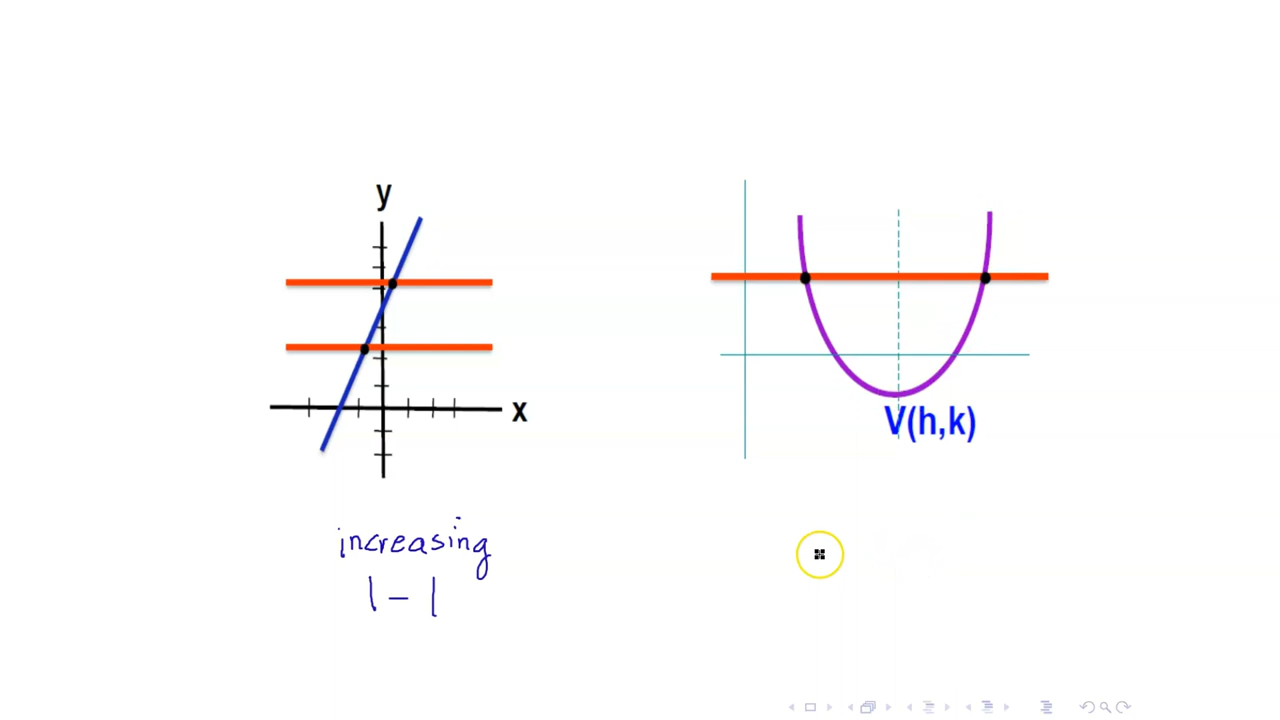 y
x
V(h,k)
increasing
1 - 1